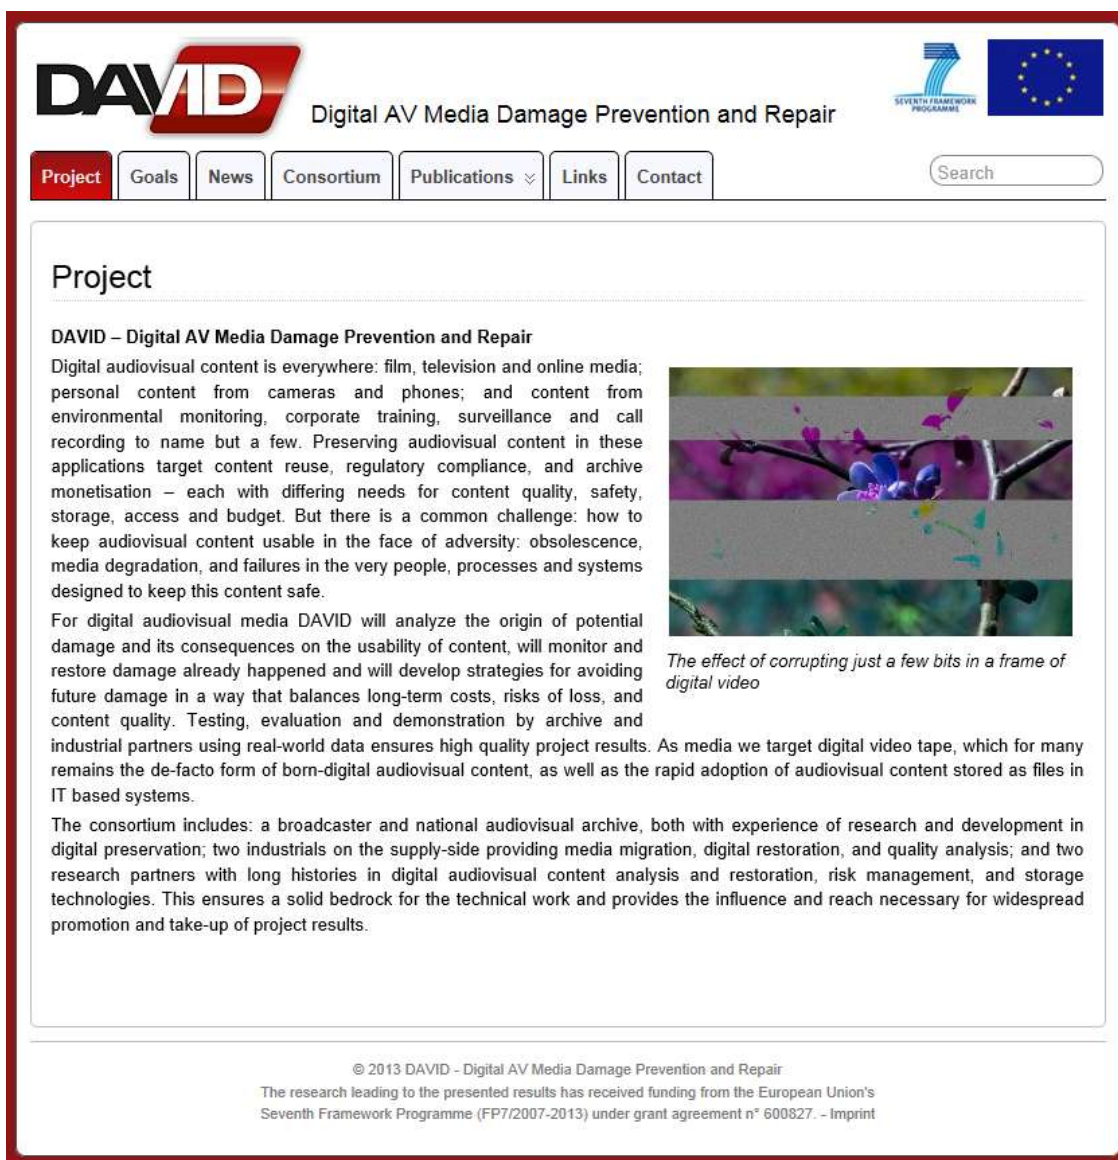 DAVID
Digital AV Media Damage Prevention and Repair
7
SEVENTH FRAMEWORK
PROGRAMME
Project
Goals
News
Consortium
Publications
Links
Contact
Search
Project
DAVID – Digital AV Media Damage Prevention and Repair
Digital audiovisual content is everywhere: film, television and online media;
personal content from cameras and phones; and content from
environmental monitoring, corporate training, surveillance and call
recording to name but a few. Preserving audiovisual content in these
applications target content reuse, regulatory compliance, and archive
monetisation – each with differing needs for content quality, safety,
storage, access and budget. But there is a common challenge: how to
keep audiovisual content usable in the face of adversity: obsolescence,
media degradation, and failures in the very people, processes and systems
designed to keep this content safe.
For digital audiovisual media DAVID will analyze the origin of potential
damage and its consequences on the usability of content, will monitor and
restore damage already happened and will develop strategies for avoiding
future damage in a way that balances long-term costs, risks of loss, and
content quality. Testing, evaluation and demonstration by archive and
industrial partners using real-world data ensures high quality project results. As media we target digital video tape, which for many
remains the de-facto form of born-digital audiovisual content, as well as the rapid adoption of audiovisual content stored as files in
IT based systems.
The consortium includes: a broadcaster and national audiovisual archive, both with experience of research and development in
digital preservation; two industrials on the supply-side providing media migration, digital restoration, and quality analysis; and two
research partners with long histories in digital audiovisual content analysis and restoration, risk management, and storage
technologies. This ensures a solid bedrock for the technical work and provides the influence and reach necessary for widespread
promotion and take-up of project results.
The effect of corrupting just a few bits in a frame of
digital video
© 2013 DAVID - Digital AV Media Damage Prevention and Repair
The research leading to the presented results has received funding from the European Union's
Seventh Framework Programme (FP7/2007-2013) under grant agreement n° 600827. - Imprint